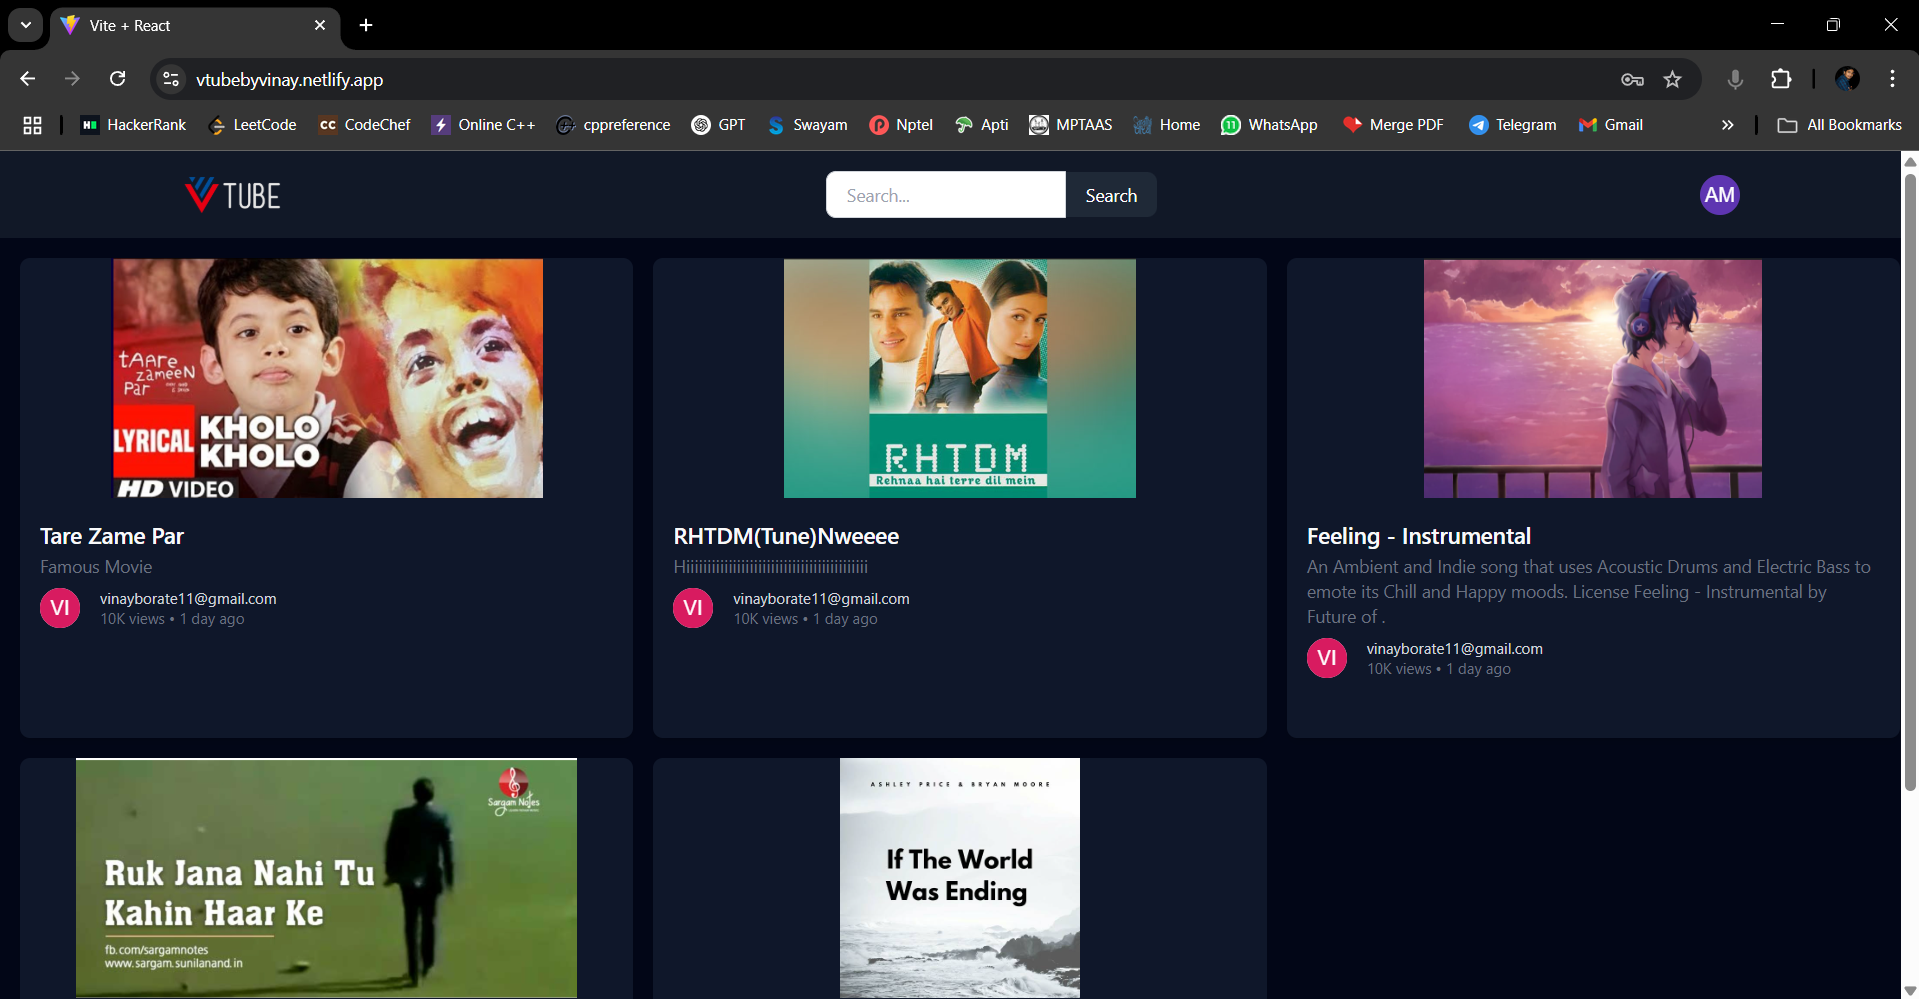 Vite + React
vtubebyvinay.netlify.app
HackerRank
LeetCode
CC CodeChef
Online C++
cppreference
GPT
Swayam
Nptel
Apti
MPTAAS
Home
11 WhatsApp
Merge PDF
Telegram
Gmail
All Bookmarks
TUBE
Search...
Search
AM
tAAre
zameeN
PaR
LYRICAL
KHOLO
KHOLO
HD VIDEO
RHTDM
Rehnaa hai terre dil mein
Tare Zame Par
Famous Movie
VI
vinayborate11@gmail.com
10K views • 1 day ago
RHTDM(Tune)Nweeee
VI
vinayborate11@gmail.com
10K views • 1 day ago
Feeling - Instrumental
An Ambient and Indie song that uses Acoustic Drums and Electric Bass to
emote its Chill and Happy moods. License Feeling - Instrumental by
Future of .
VI
vinayborate11@gmail.com
10K views • 1 day ago
Sargam Notes
Ruk Jana Nahi Tu
Kahin Haar Ke
fb.com/sargamnotes
www.sargam.sunilanand.in
ASHLEY PRICE & BRYAN MOORE
If The World
Was Ending